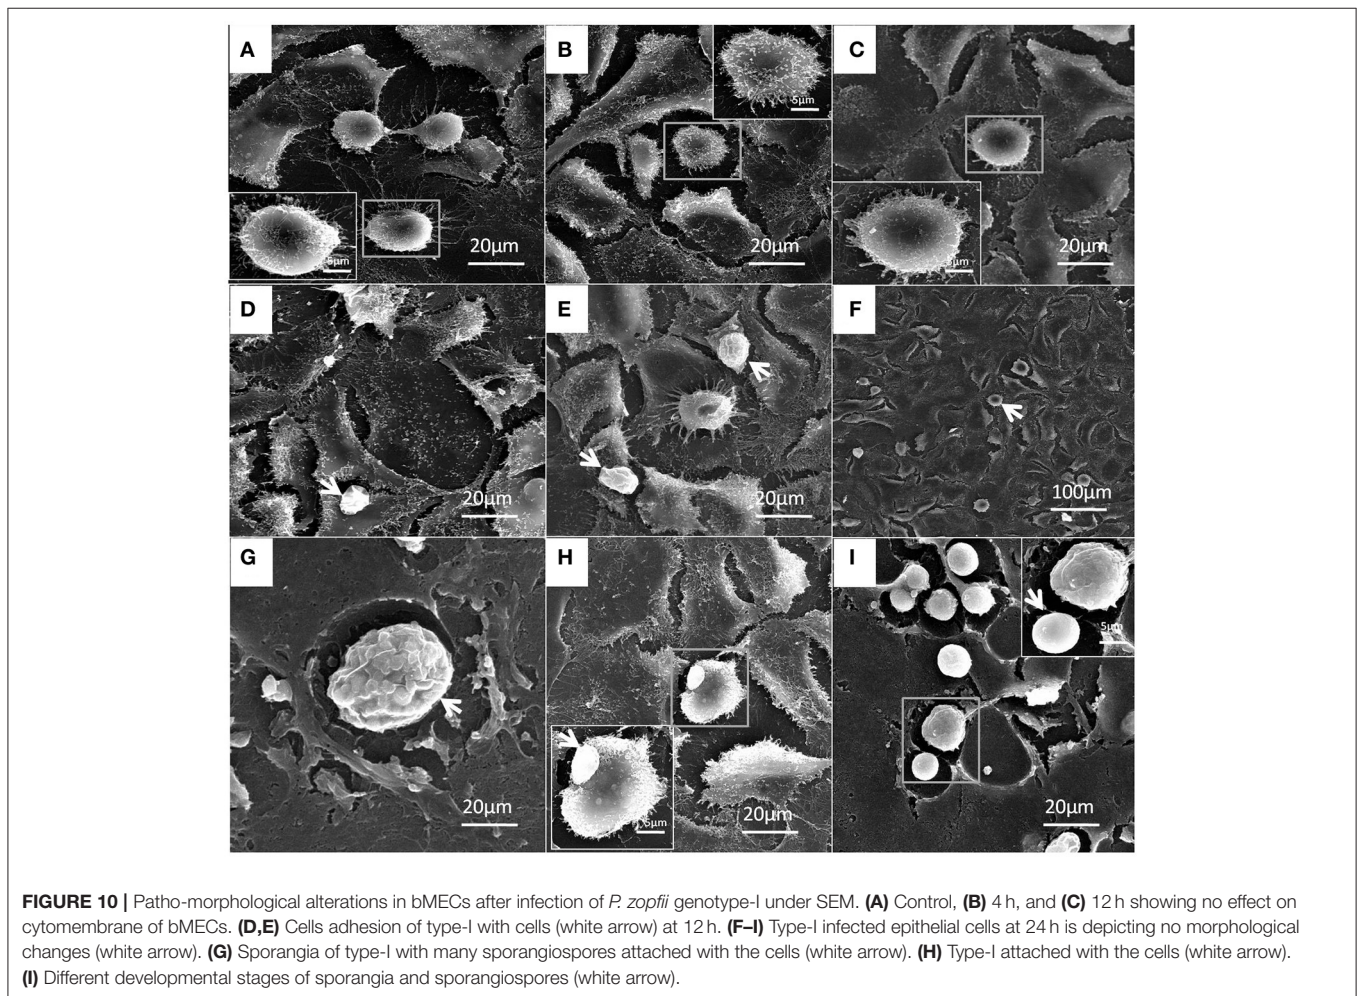 A
B
5µm
C
5µm
20µm
20µm
5µm
20µm
D
E
F
20µm
20µm
100µm
G
H
I
5µm
20µm
5µm
20µm
20µm
FIGURE 10 | Patho-morphological alterations in bMECs after infection of P. zopfii genotype-I under SEM. (A) Control, (B) 4 h, and (C) 12 h showing no effect on
cytomembrane of bMECs. (D,E) Cells adhesion of type-I with cells (white arrow) at 12 h. (F–I) Type-I infected epithelial cells at 24 h is depicting no morphological
changes (white arrow). (G) Sporangia of type-I with many sporangiospores attached with the cells (white arrow). (H) Type-I attached with the cells (white arrow).
(I) Different developmental stages of sporangia and sporangiospores (white arrow).